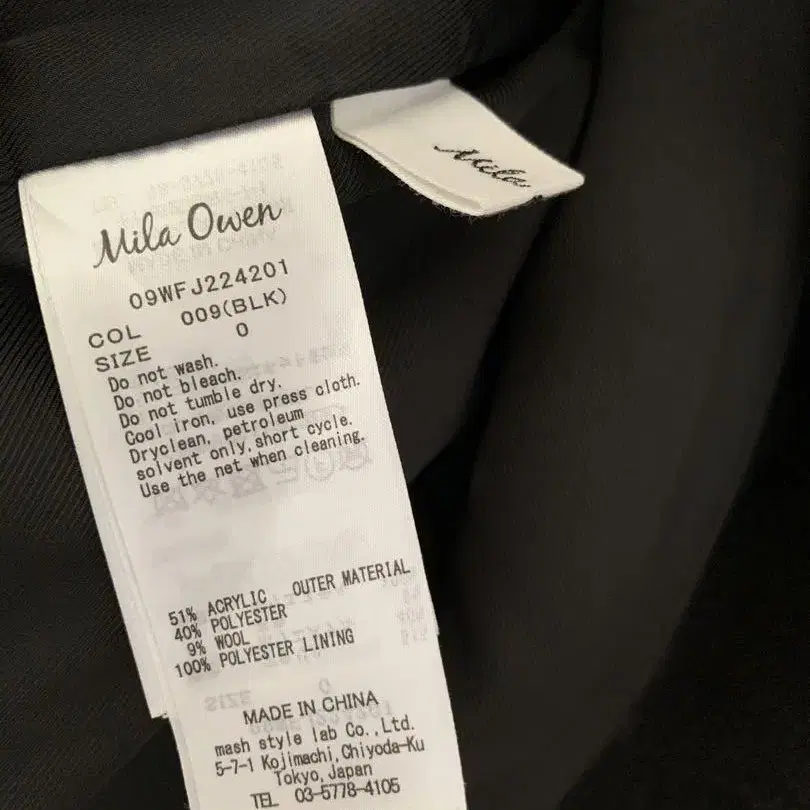 Mila Owen
09WFJ224201
COL 009(BLK)
SIZE 0
Do not wash.
Do not bleach.
Do not tumble dry.
Cool iron, use press cloth.
Dryclean, petroleum
solvent only,short cycle.
Use the net when cleaning.
51% ACRYLIC OUTER MATERIAL
40% POLYESTER
9% WOOL
100% POLYESTER LINING
MADE IN CHINA
mash style lab Co.,Ltd.
5-7-1 Kojimachi,Chiyoda-Ku
Tokyo,Japan
TEL 03-5778-4105
Mila